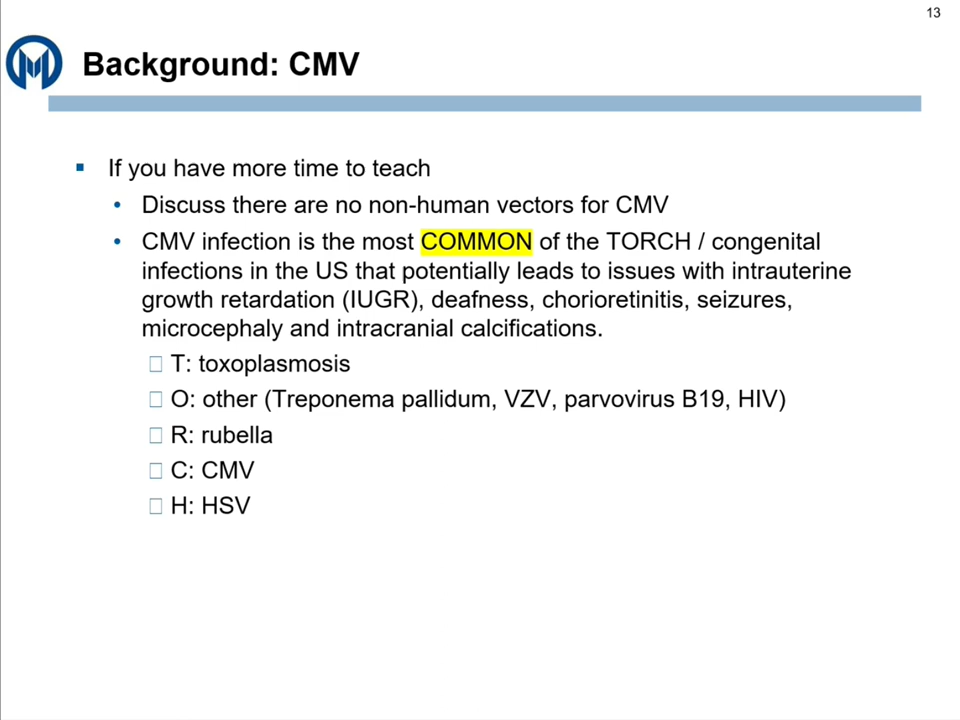 13
Background: CMV
If you have more time to teach
Discuss there are no non-human vectors for CMV
CMV infection is the most COMMON of the TORCH / congenital
infections in the US that potentially leads to issues with intrauterine
growth retardation (IUGR), deafness, chorioretinitis, seizures,
microcephaly and intracranial calcifications.
T: toxoplasmosis
O: other (Treponema pallidum, VZV, parvovirus B19, HIV)
R: rubella
C: CMV
H: HSV